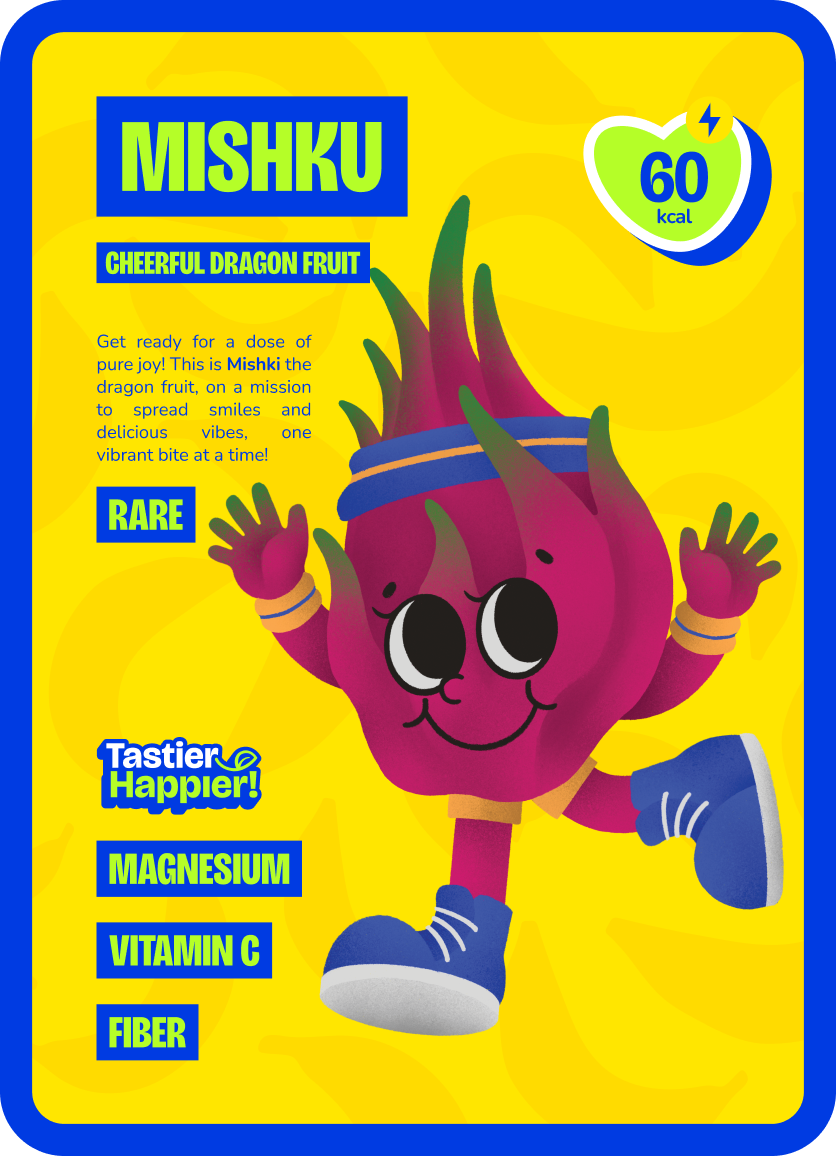 MISHKU
60
kcal
CHEERFUL DRAGON FRUIT
Get ready for a dose of
pure joy! This is Mishki the
dragon fruit, on a mission
to spread smiles and
delicious vibes, one
vibrant bite at a time!
RARE
Tastier
Happier!
MAGNESIUM
VITAMIN C
FIBER